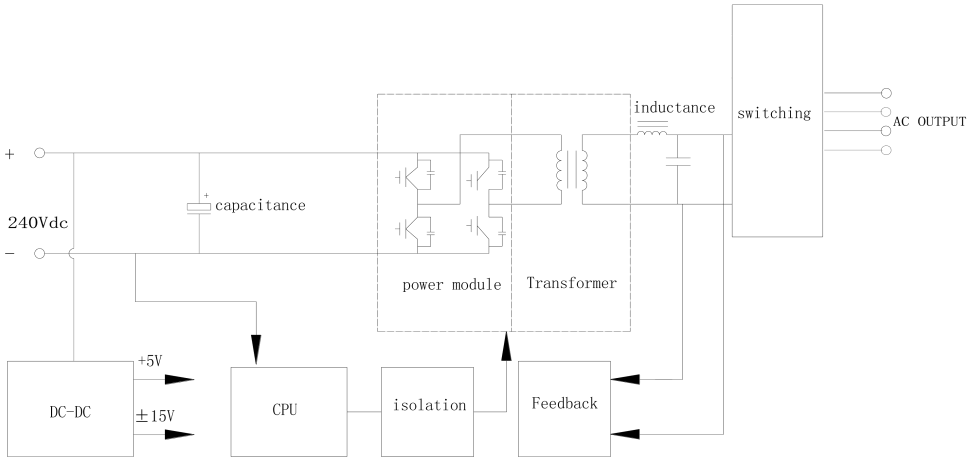 inductance
switching
AC OUTPUT
+
+
capacitance
240Vdc
−
power module
Transformer
+5V
DC-DC
±15V
CPU
isolation
Feedback